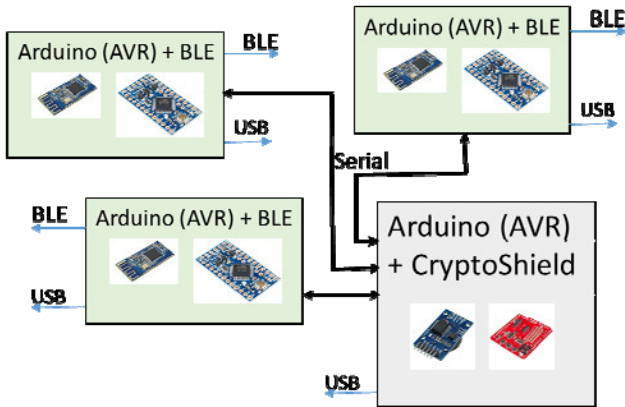 Arduino (AVR) + BLE
BLE
USB
Arduino (AVR) + BLE
BLE
USB
Serial
Arduino (AVR) + BLE
BLE
USB
Arduino (AVR)
+ CryptoShield
USB